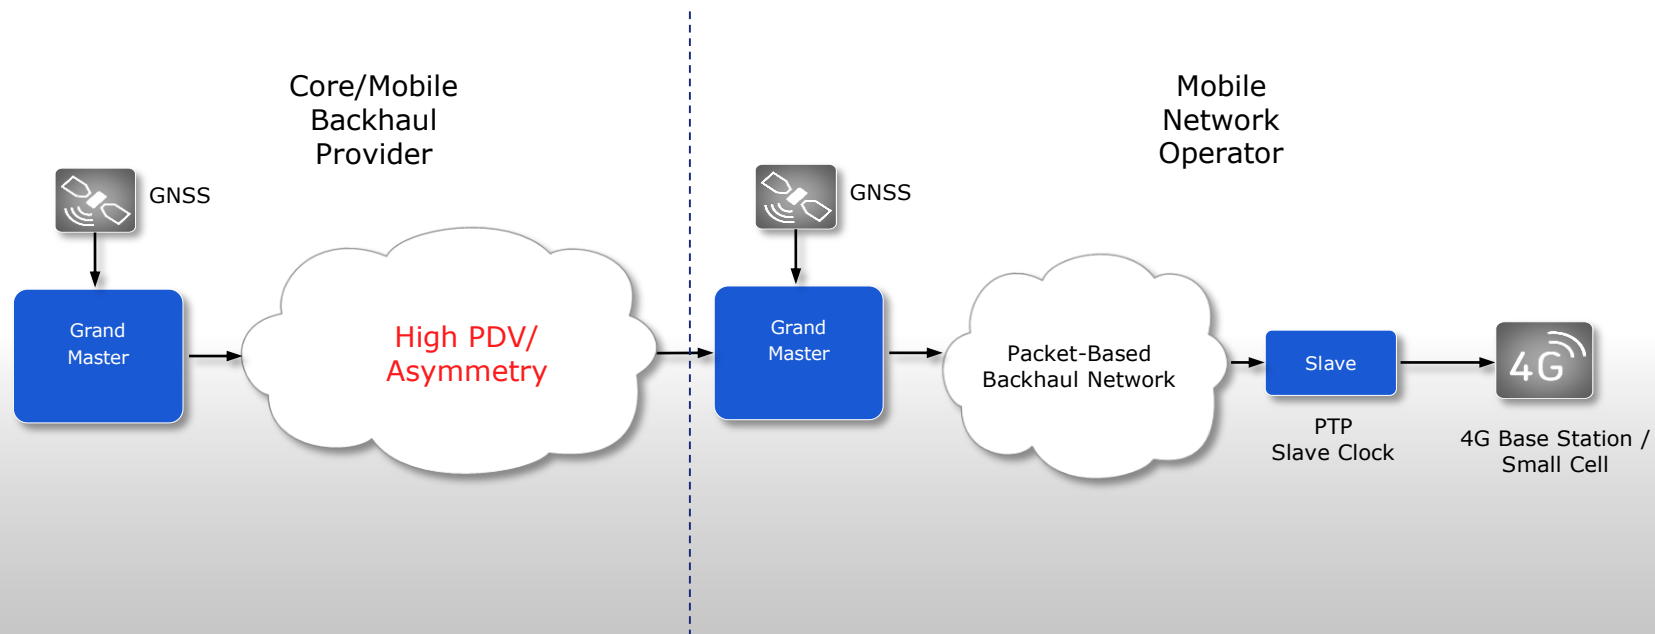 Core/Mobile
Backhaul
Provider
GNSS
Grand
Master
High PDV/
Asymmetry
Mobile
Network
Operator
GNSS
Grand
Master
Packet-Based
Backhaul Network
Slave
PTP
Slave Clock
4G
4G Base Station /
Small Cell